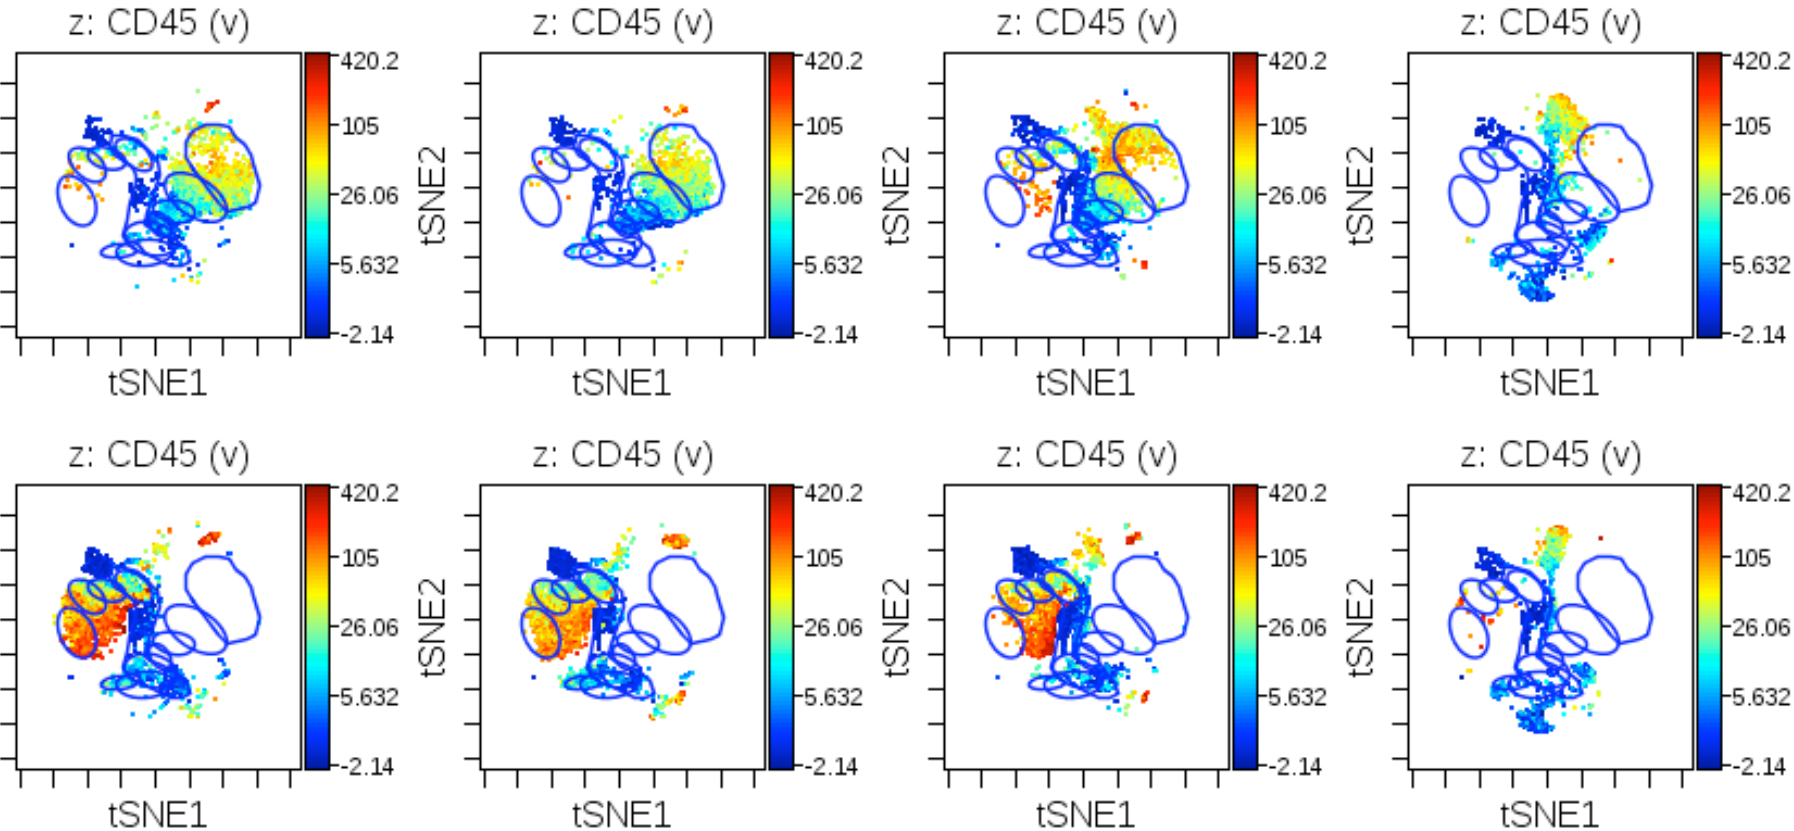 z: CD45 (v) z: CD45 (v) z: CD45 (v) z: CD45 (v)
420.2 420.2 420.2 420.2
105 105 105 105
tSNE2 tSNE2 tSNE2
26.06 26.06 26.06 26.06
5.632 5.632 5.632 5.632
-2.14 -2.14 -2.14 -2.14
tSNE1 tSNE1 tSNE1 tSNE1
z: CD45 (v) z: CD45 (v) z: CD45 (v) z: CD45 (v)
420.2 420.2 420.2 420.2
105 105 105 105
tSNE2 tSNE2 tSNE2
26.06 26.06 26.06 26.06
5.632 5.632 5.632 5.632
-2.14 -2.14 -2.14 -2.14
tSNE1 tSNE1 tSNE1 tSNE1